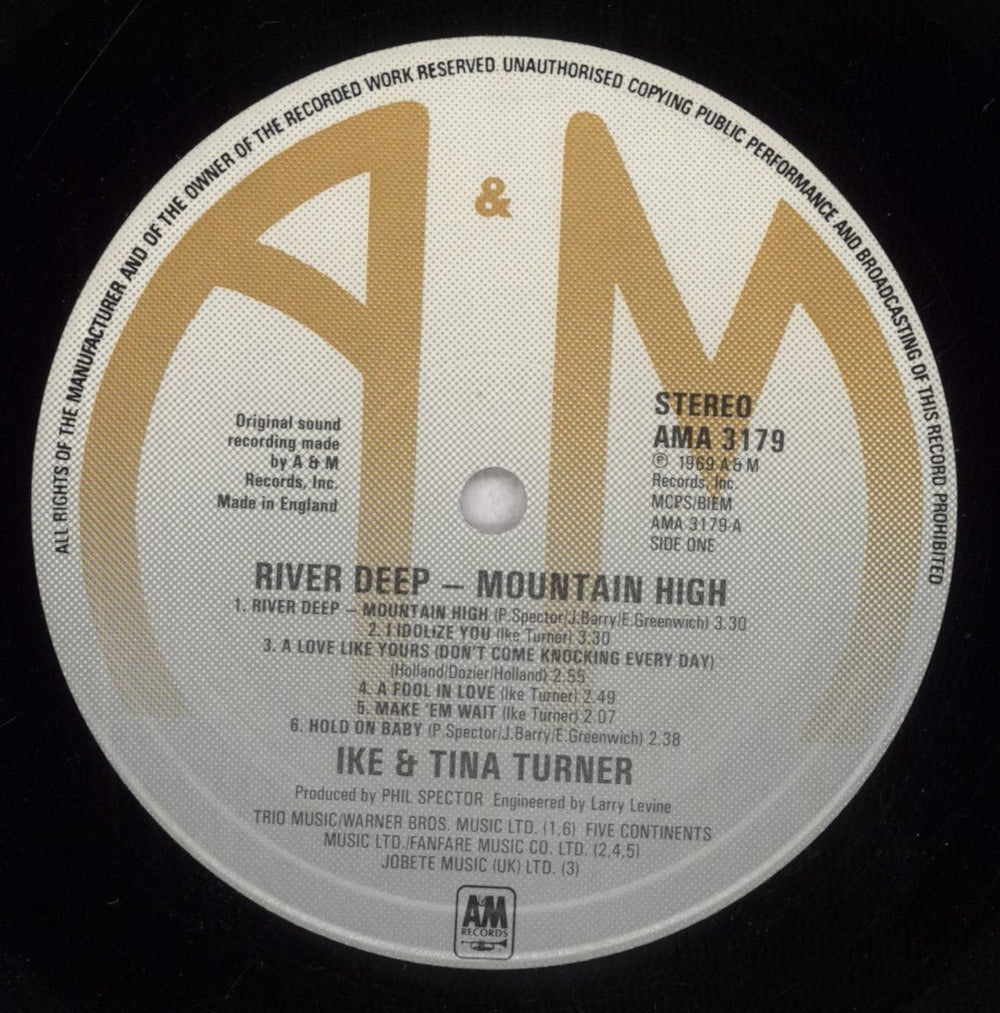 ALL RIGHTS OF THE MANUFACTURER AND OF THE OWNER OF THE RECORDED WORK RESERVED UNAUTHORISED COPYING PUBLIC PERFORMANCE AND BROADCASTING OF THIS RECORD PROHIBITED
A & M
Original sound
recording made
by A & M
Records, Inc.
Made in England
STEREO
AMA 3179
Ⓟ 1969 A & M
Records, Inc.
MCPS/BIEM
AMA 3179-A
SIDE ONE
RIVER DEEP – MOUNTAIN HIGH
1. RIVER DEEP – MOUNTAIN HIGH (P.Spector/J.Barry/E.Greenwich) 3.30
2. I IDOLIZE YOU (Ike Turner) 3.30
3. A LOVE LIKE YOURS (DON'T COME KNOCKING EVERY DAY)
(Holland/Dozier/Holland) 2.55
4. A FOOL IN LOVE (Ike Turner) 2.49
5. MAKE 'EM WAIT (Ike Turner) 2.07
6. HOLD ON BABY (P.Spector/J.Barry/E.Greenwich) 2.38
IKE & TINA TURNER
Produced by PHIL SPECTOR Engineered by Larry Levine
TRIO MUSIC/WARNER BROS. MUSIC LTD. (1,6) FIVE CONTINENTS
MUSIC LTD./FANFARE MUSIC CO. LTD. (2,4,5)
JOBETE MUSIC (UK) LTD. (3)
AM
RECORDS